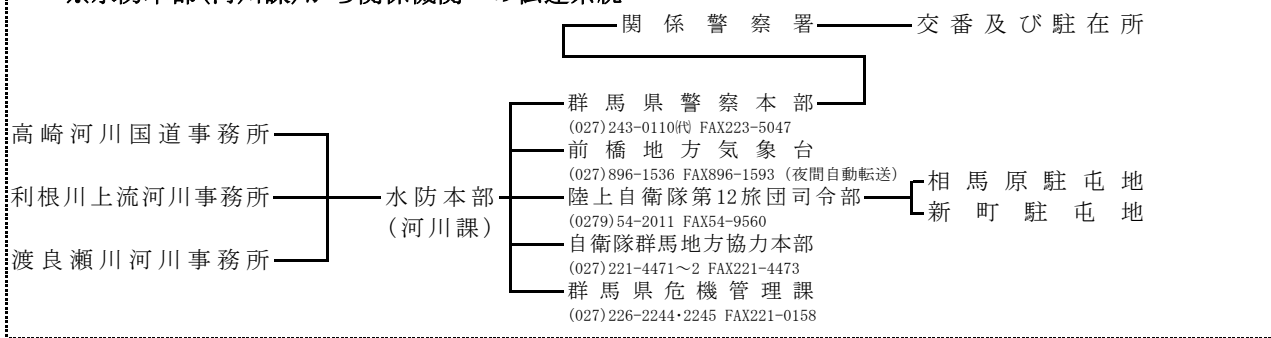 関係警察署 交番及び駐在所
群馬県警察本部
(027)243-0110㈹ FAX223-5047
高崎河川国道事務所
前橋地方気象台
(027)896-1536 FAX896-1593 (夜間自動転送)
利根川上流河川事務所 水防本部 陸上自衛隊第12旅団司令部 相馬原駐屯地
(河川課) 新町駐屯地
(0279)54-2011 FAX54-9560
自衛隊群馬地方協力本部
渡良瀬川河川事務所
(027)221-4471～2 FAX221-4473
群馬県危機管理課
(027)226-2244・2245 FAX221-0158